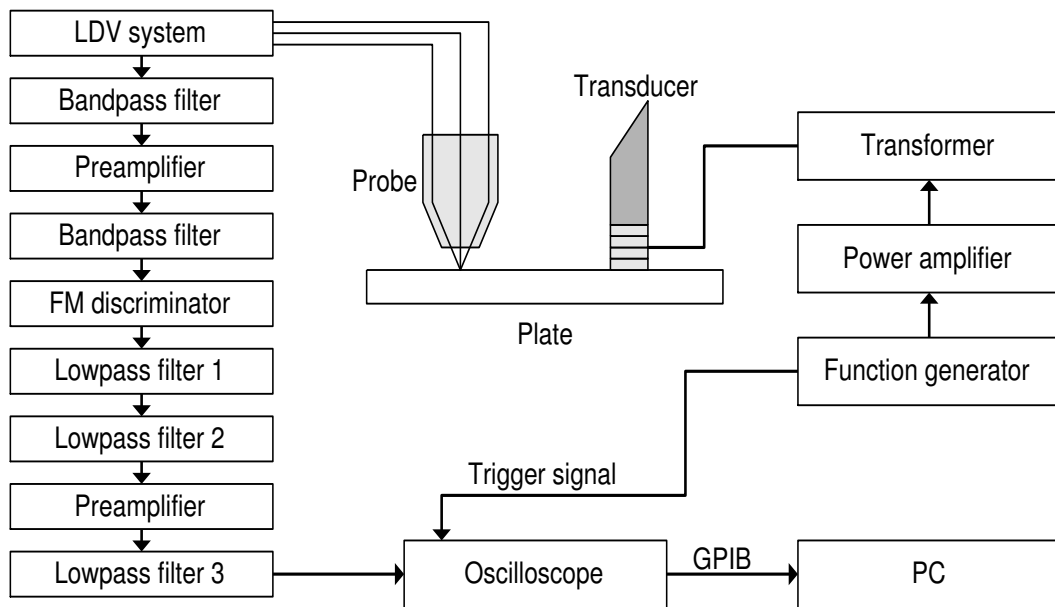 LDV system
Bandpass filter
Preamplifier
Bandpass filter
FM discriminator
Lowpass filter 1
Lowpass filter 2
Preamplifier
Lowpass filter 3
Probe
Transducer
Plate
Transformer
Power amplifier
Function generator
Trigger signal
Oscilloscope
GPIB
PC